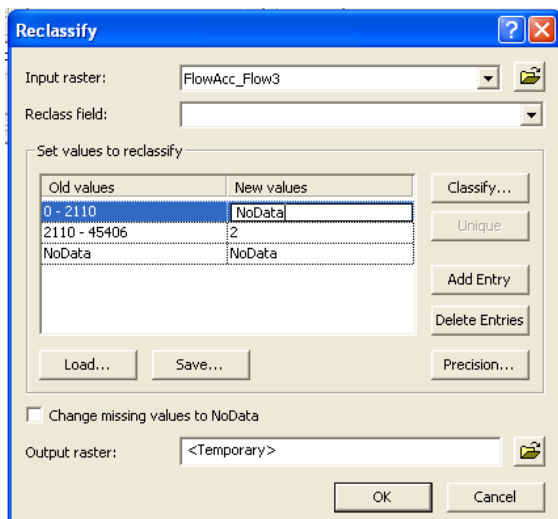 Reclassify
Input raster: FlowAcc_Flow3
Reclass field:
Set values to reclassify
Old values New values Classify...
0 - 2110 NoData
Unique
2110 - 45406 2
NoData NoData
Add Entry
Delete Entries
Load... Save... Precision...
Change missing values to NoData
Output raster: <Temporary>
OK Cancel